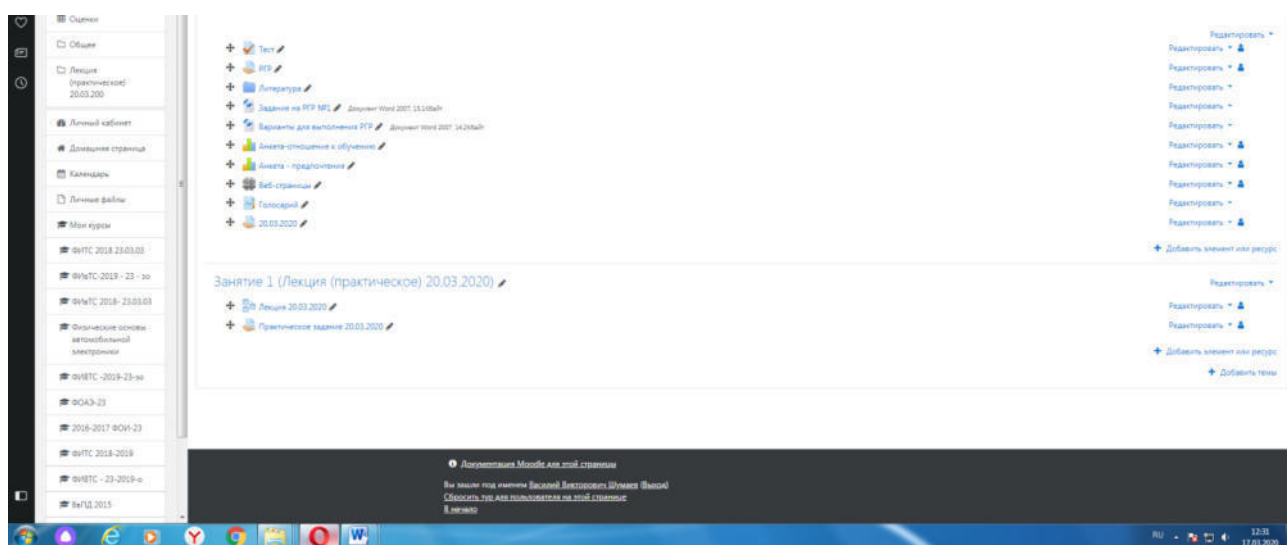 Оценки
Общее
Лекция
(практическое)
20.03.200
Личный кабинет
Домашняя страница
Календарь
Личные файлы
Мои курсы
ФИТС 2018 23.03.03
ФИвТС-2019 - 23 - зо
ФИвТС 2018- 23.03.03
Физические основы
автомобильной
электроники
ФИВТС -2019-23-зо
ФОАЭ-23
2016-2017 ФОИ-23
ФИТС 2018-2019
ФИВТС - 23-2019-о
ВвПД 2015
Редактировать
Тест Редактировать
РГР Редактировать
Литература Редактировать
Задание на РГР №1 Документ Word 2007, Редактировать
Варианты для выполнения РГР Документ Word 2007, Редактировать
Анкета-отношение к обучению Редактировать
Анкета - предпочтения Редактировать
Веб-страницы Редактировать
Голосарий Редактировать
20.03.2020 Редактировать
Добавить элемент или ресурс
Занятие 1 (Лекция (практическое) 20.03.2020) Редактировать
Лекция 20.03.2020 Редактировать
Практическое задание 20.03.2020 Редактировать
Добавить элемент или ресурс
Добавить темы
Документация Moodle для этой страницы
Вы зашли под именем Василий Викторович Шумаев (Выход)
Сбросить тур для пользователя на этой странице
В начало
RU
12:31
17.03.2020